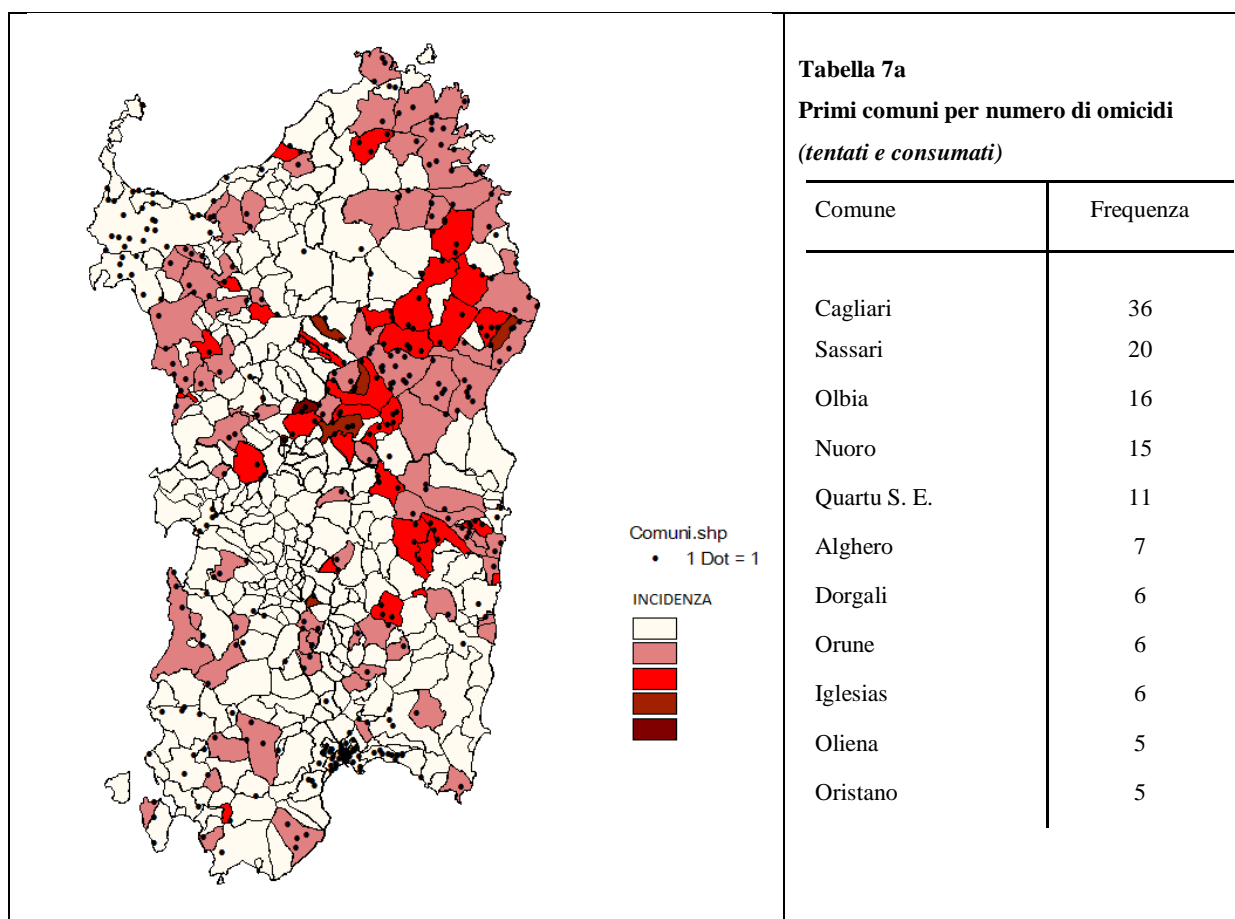 Comuni.shp
1 Dot = 1
INCIDENZA
Tabella 7a
Primi comuni per numero di omicidi
(tentati e consumati)
Comune Frequenza
Cagliari 36
Sassari 20
Olbia 16
Nuoro 15
Quartu S. E. 11
Alghero 7
Dorgali 6
Orune 6
Iglesias 6
Oliena 5
Oristano 5